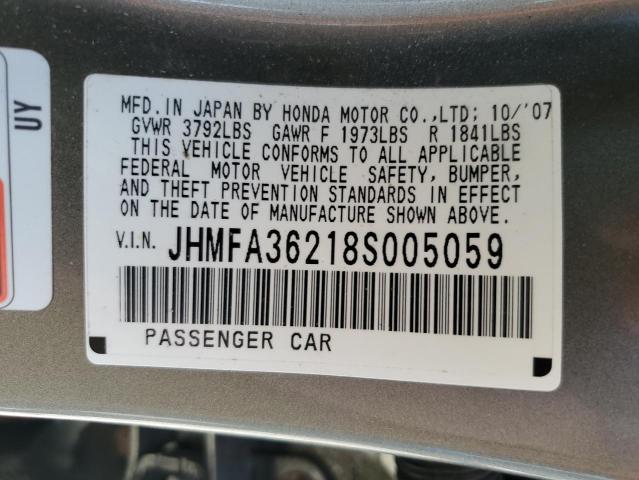 UY
MFD. IN JAPAN BY HONDA MOTOR CO.,LTD; 10/'07
GVWR 3792LBS GAWR F 1973LBS R 1841LBS
THIS VEHICLE CONFORMS TO ALL APPLICABLE
FEDERAL MOTOR VEHICLE SAFETY, BUMPER,
AND THEFT PREVENTION STANDARDS IN EFFECT
ON THE DATE OF MANUFACTURE SHOWN ABOVE.
V.I.N. JHMFA36218S005059
PASSENGER CAR